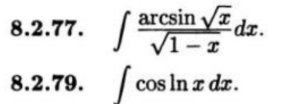 8.2.77. ∫ arcsin √x / √1 − x dx.
8.2.79. ∫ cos ln x dx.